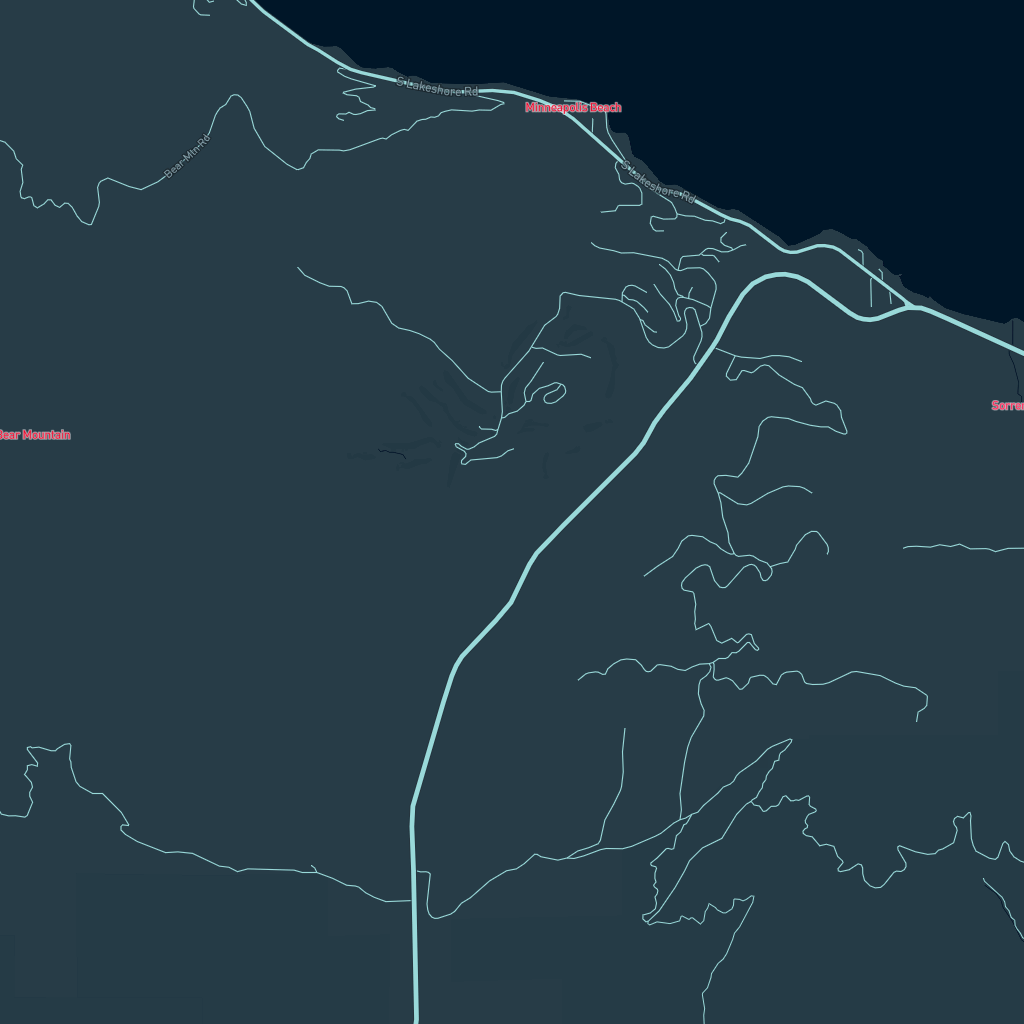 S Lakeshore Rd
Minneapolis Beach
Bear Mtn Rd
S Lakeshore Rd
Bear Mountain